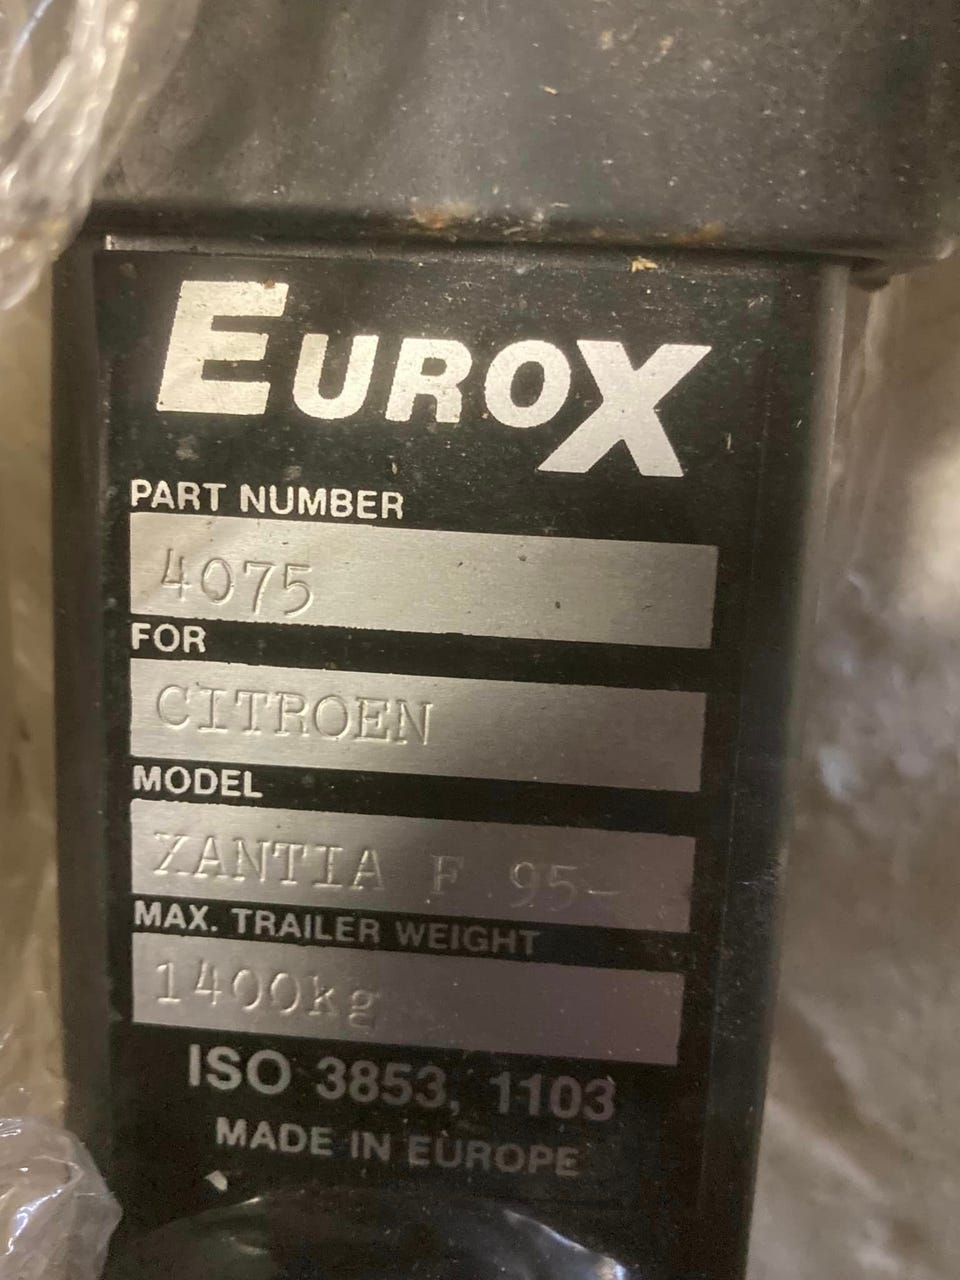 EUROX
PART NUMBER
4075
FOR
CITROEN
MODEL
XANTIA F 95-
MAX. TRAILER WEIGHT
1400kg
ISO 3853, 1103
MADE IN EUROPE